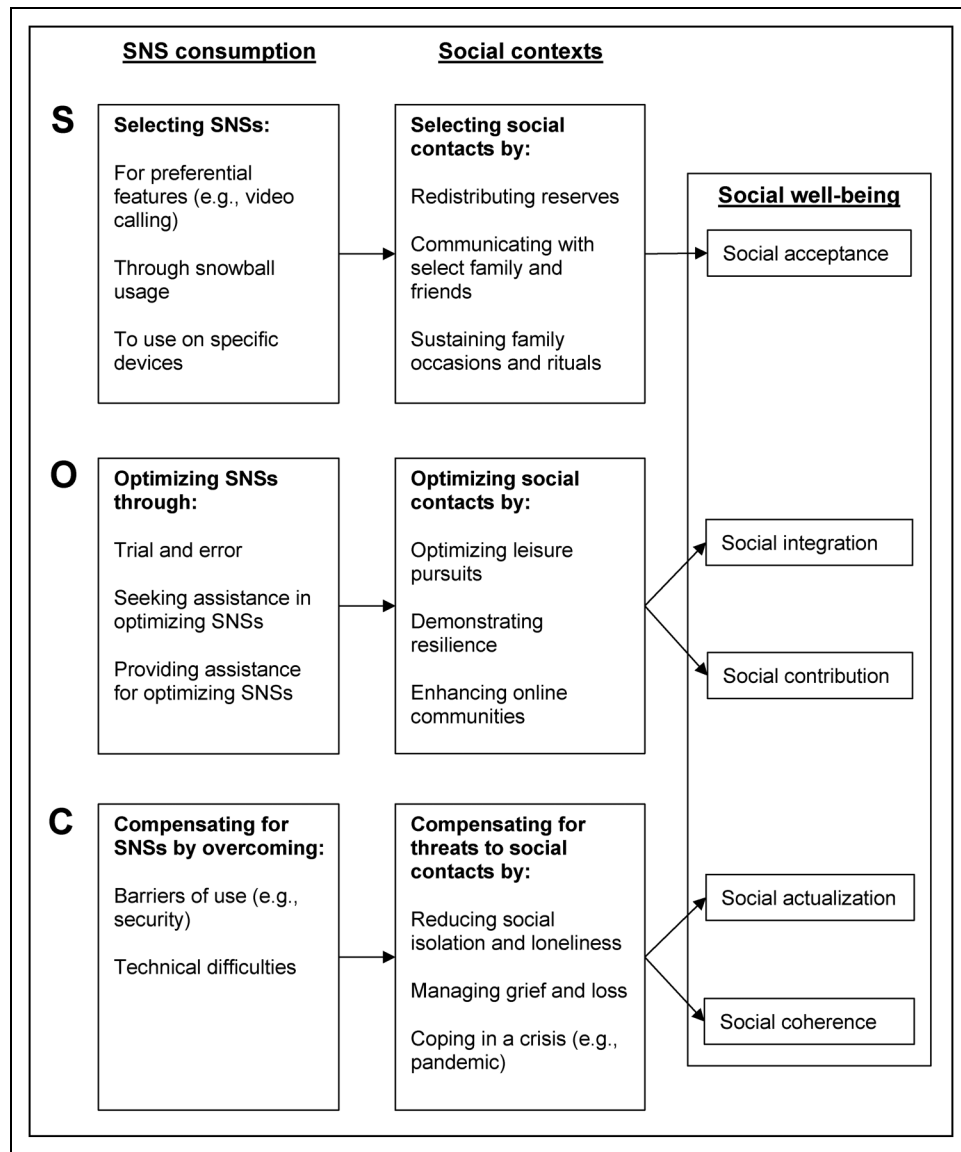 SNS consumption
Social contexts
S
Selecting SNSs:
For preferential
features (e.g., video
calling)
Through snowball
usage
To use on specific
devices
Selecting social
contacts by:
Redistributing reserves
Communicating with
select family and
friends
Sustaining family
occasions and rituals
Social well-being
Social acceptance
O
Optimizing SNSs
through:
Trial and error
Seeking assistance in
optimizing SNSs
Providing assistance
for optimizing SNSs
Optimizing social
contacts by:
Optimizing leisure
pursuits
Demonstrating
resilience
Enhancing online
communities
Social integration
Social contribution
C
Compensating for
SNSs by overcoming:
Barriers of use (e.g.,
security)
Technical difficulties
Compensating for
threats to social
contacts by:
Reducing social
isolation and loneliness
Managing grief and loss
Coping in a crisis (e.g.,
pandemic)
Social actualization
Social coherence